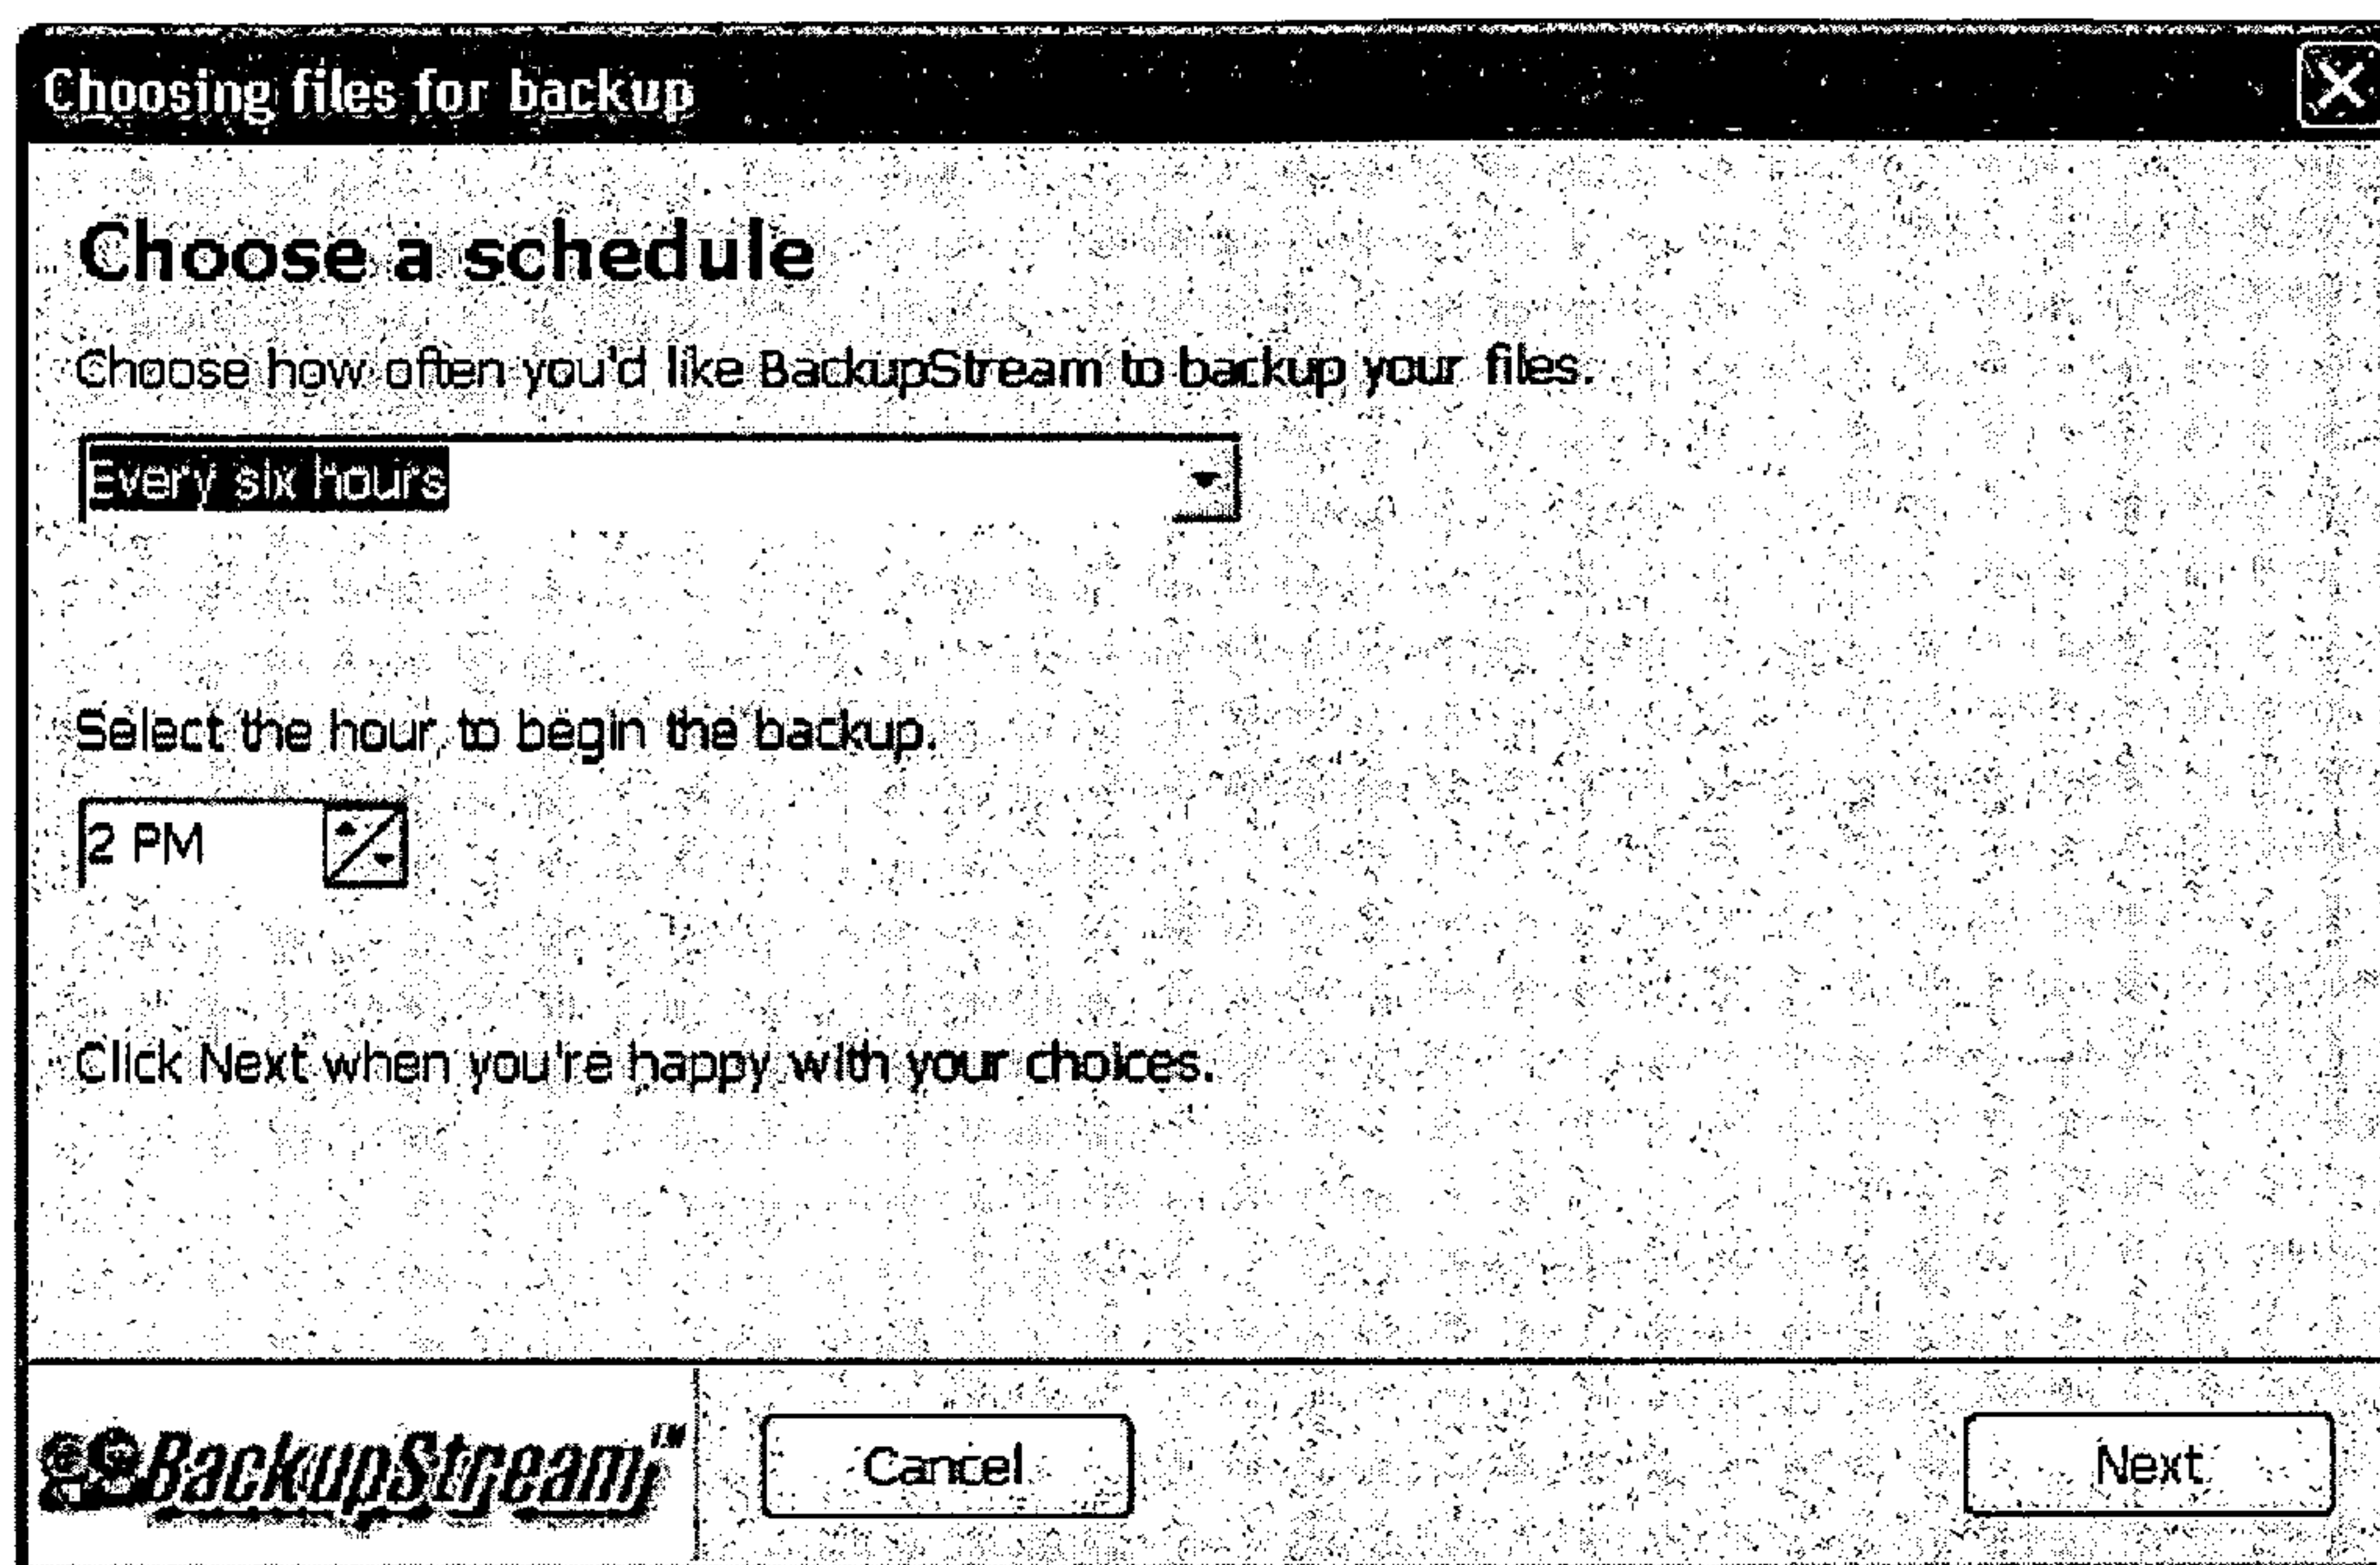 Choosing files for backup
Choose a schedule
Choose how often you'd like BackupStream to backup your files.
Every six hours
Select the hour to begin the backup.
2 PM
Click Next when you're happy with your choices.
BackupStream™
Cancel
Next